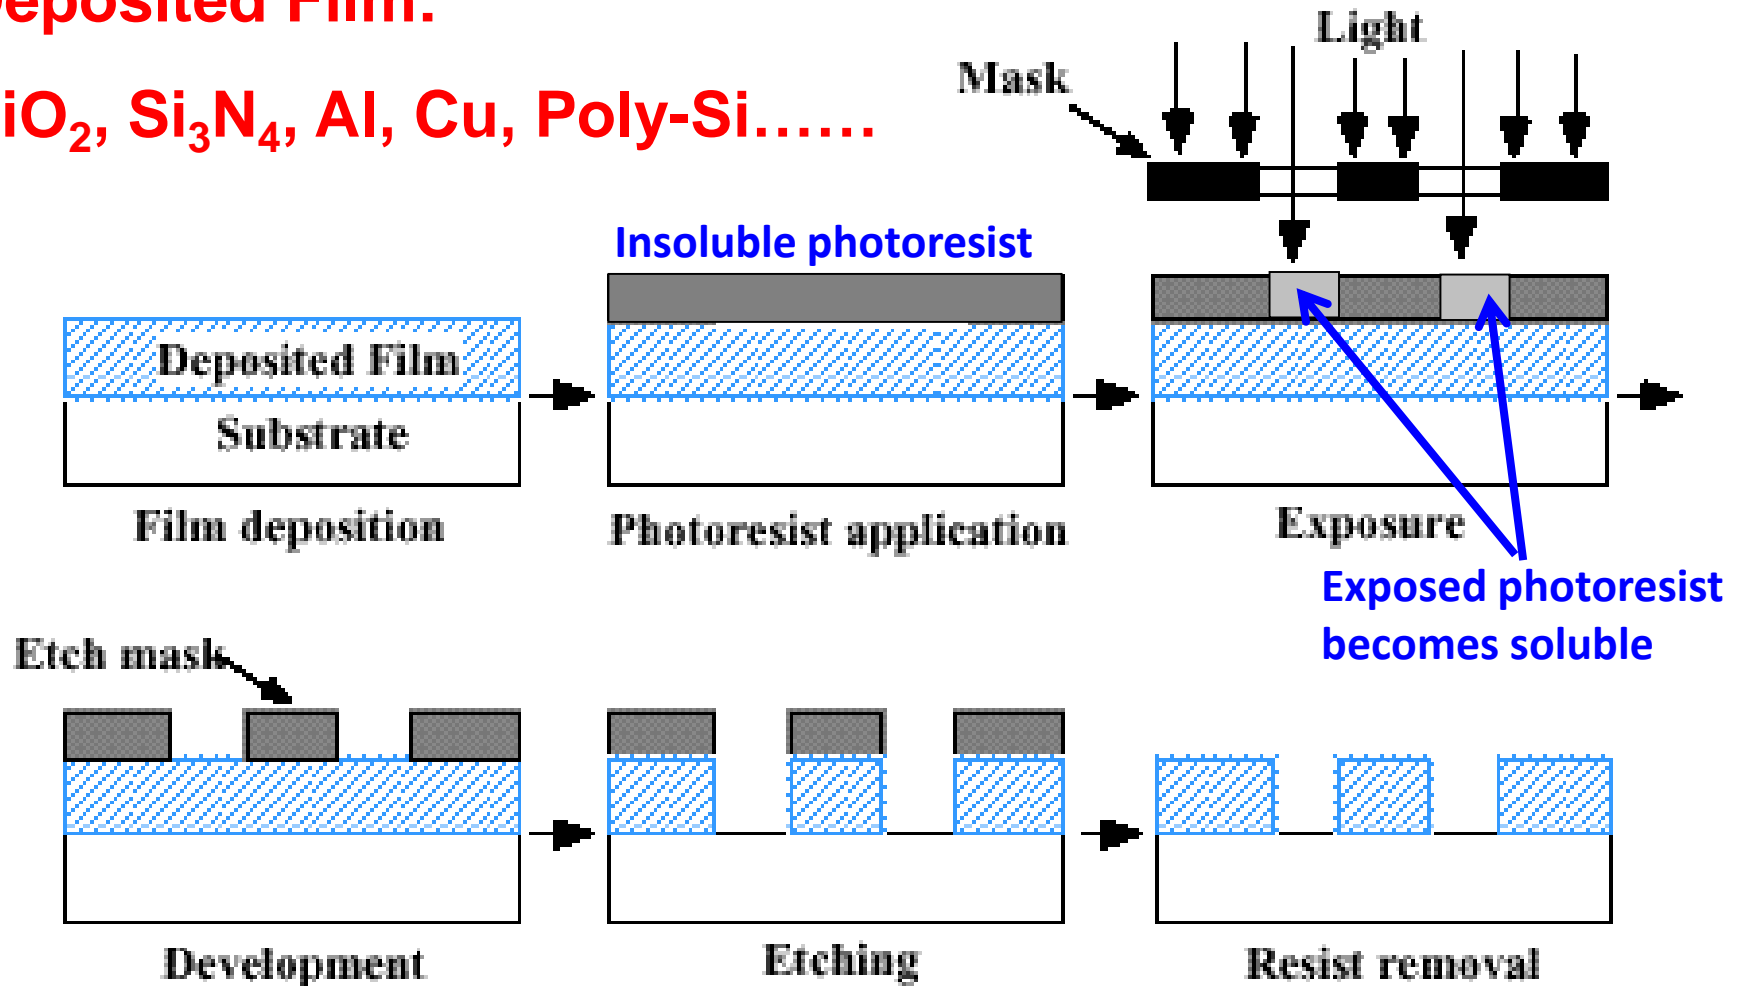 Deposited Film:
iO₂, Si₃N₄, Al, Cu, Poly-Si......
Light
Mask
Insoluble photoresist
Deposited Film
Substrate
Film deposition
Photoresist application
Exposure
Exposed photoresist
becomes soluble
Etch mask
Development
Etching
Resist removal